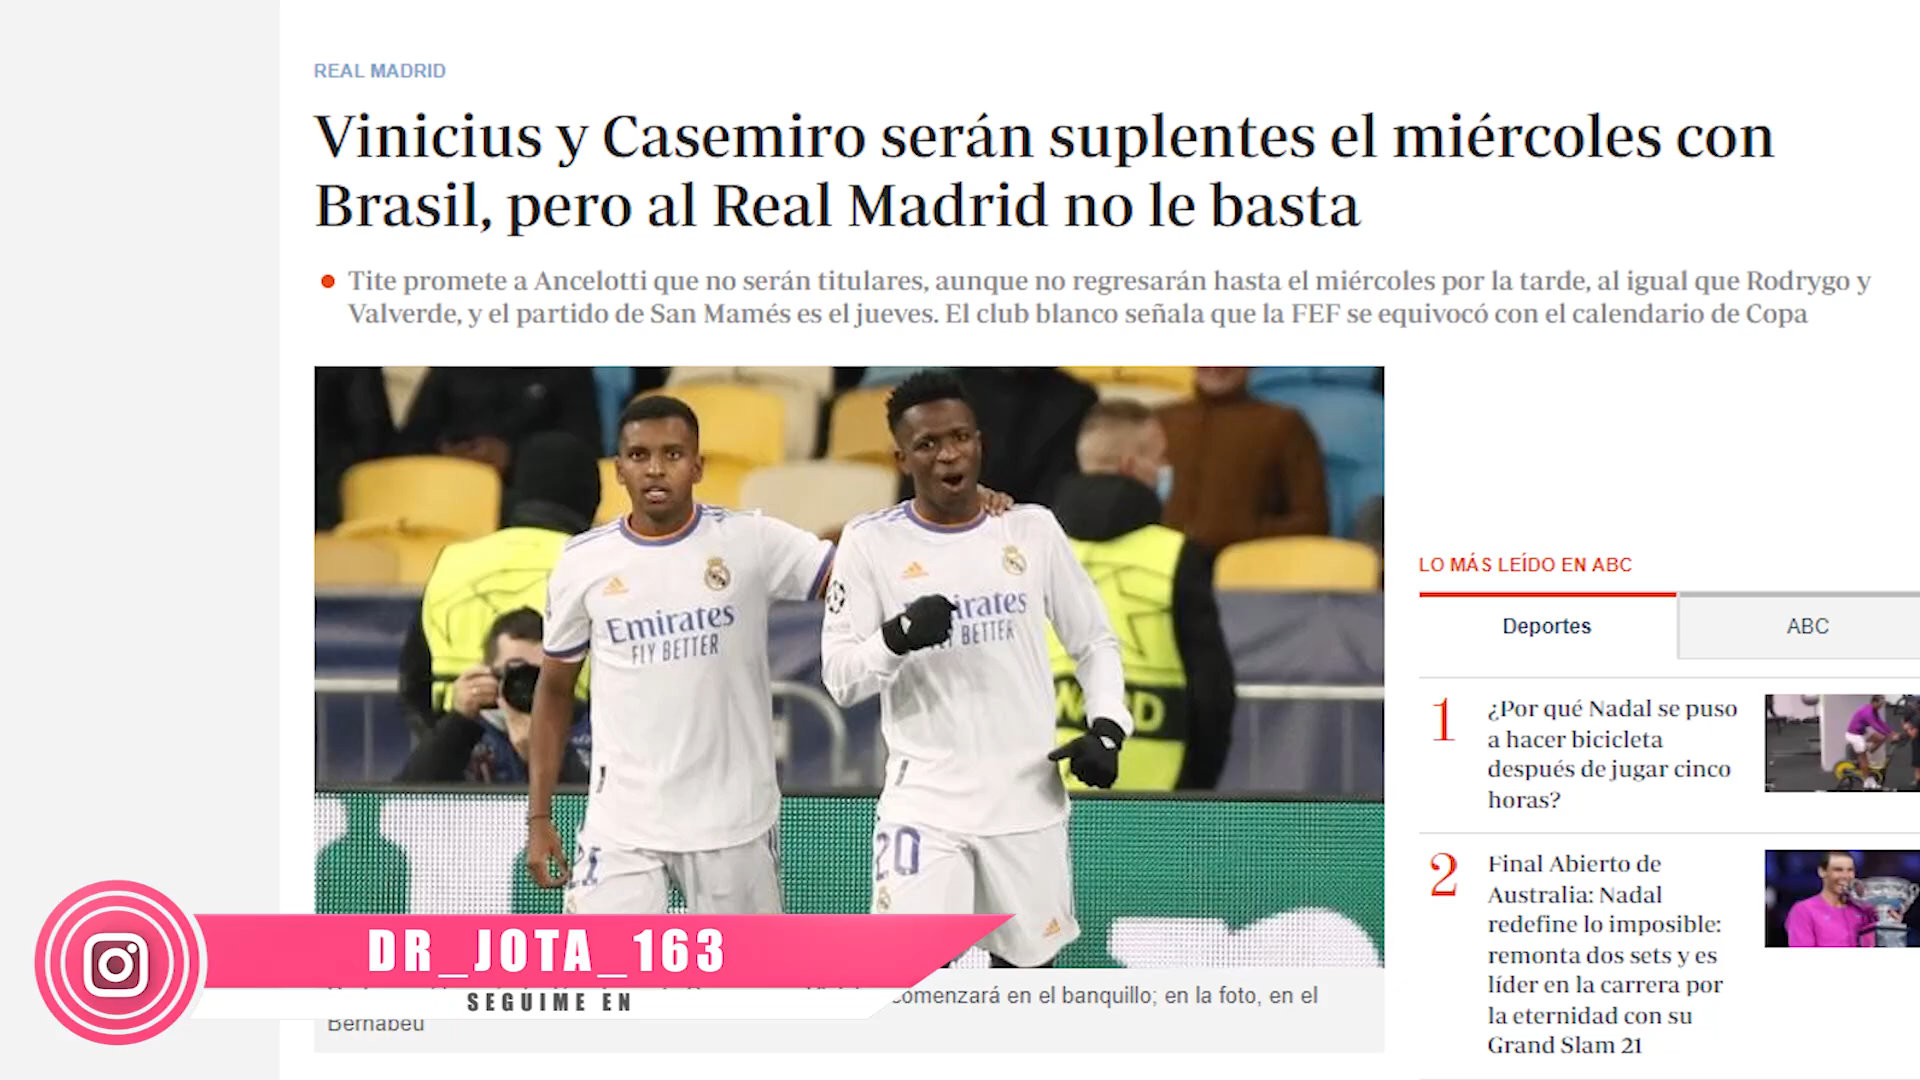 REAL MADRID
Vinicius y Casemiro serán suplentes el miércoles con
Brasil, pero al Real Madrid no le basta
Tite promete a Ancelotti que no serán titulares, aunque no regresarán hasta el miércoles por la tarde, al igual que Rodrygo y
Valverde, y el partido de San Mamés es el jueves. El club blanco señala que la FEF se equivocó con el calendario de Copa
Emirates
FLY BETTER
21
irates
BETTER
20
LO MÁS LEÍDO EN ABC
Deportes
ABC
1
¿Por qué Nadal se puso
a hacer bicicleta
después de jugar cinco
horas?
2
Final Abierto de
Australia: Nadal
redefine lo imposible:
remonta dos sets y es
líder en la carrera por
la eternidad con su
Grand Slam 21
DR_JOTA_163
SEGUIME EN
comenzará en el banquillo; en la foto, en el
Bernabéu